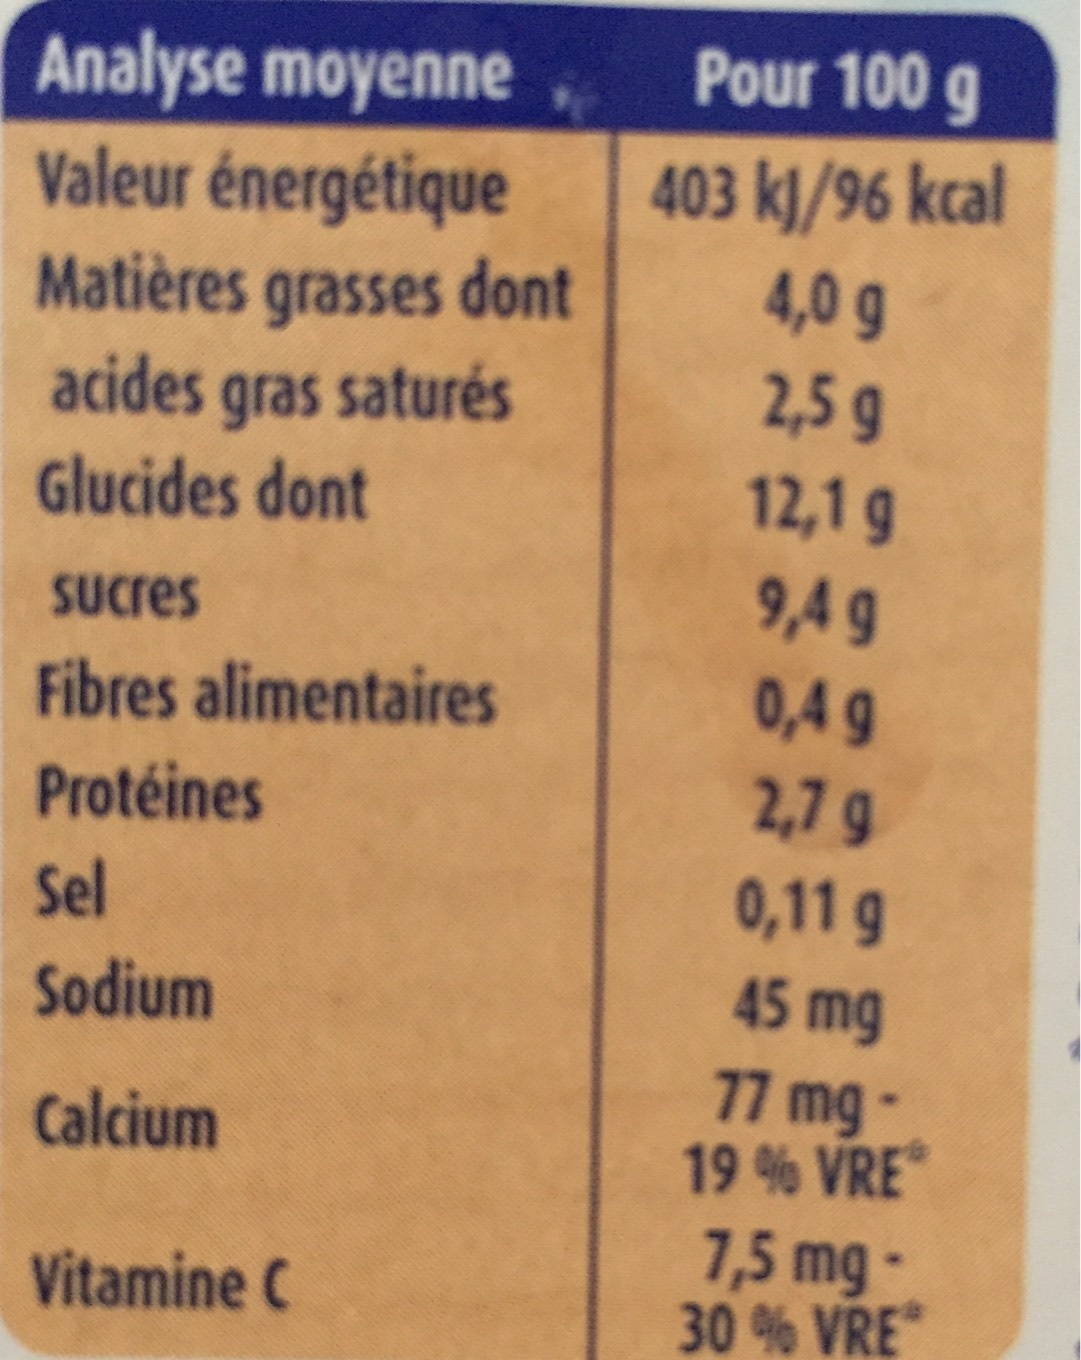 Analyse moyenne Pour 100 g
Valeur énergétique 403 kJ/96 kcal
Matières grasses dont 4,0 g
acides gras saturés 2,5 g
Glucides dont 12,1 g
sucres 9,4 g
Fibres alimentaires 0,4 g
Protéines 2,7 g
Sel 0,11 g
Sodium 45 mg
Calcium 77 mg -
19 % VRE*
Vitamine C 7,5 mg -
30 % VRE*